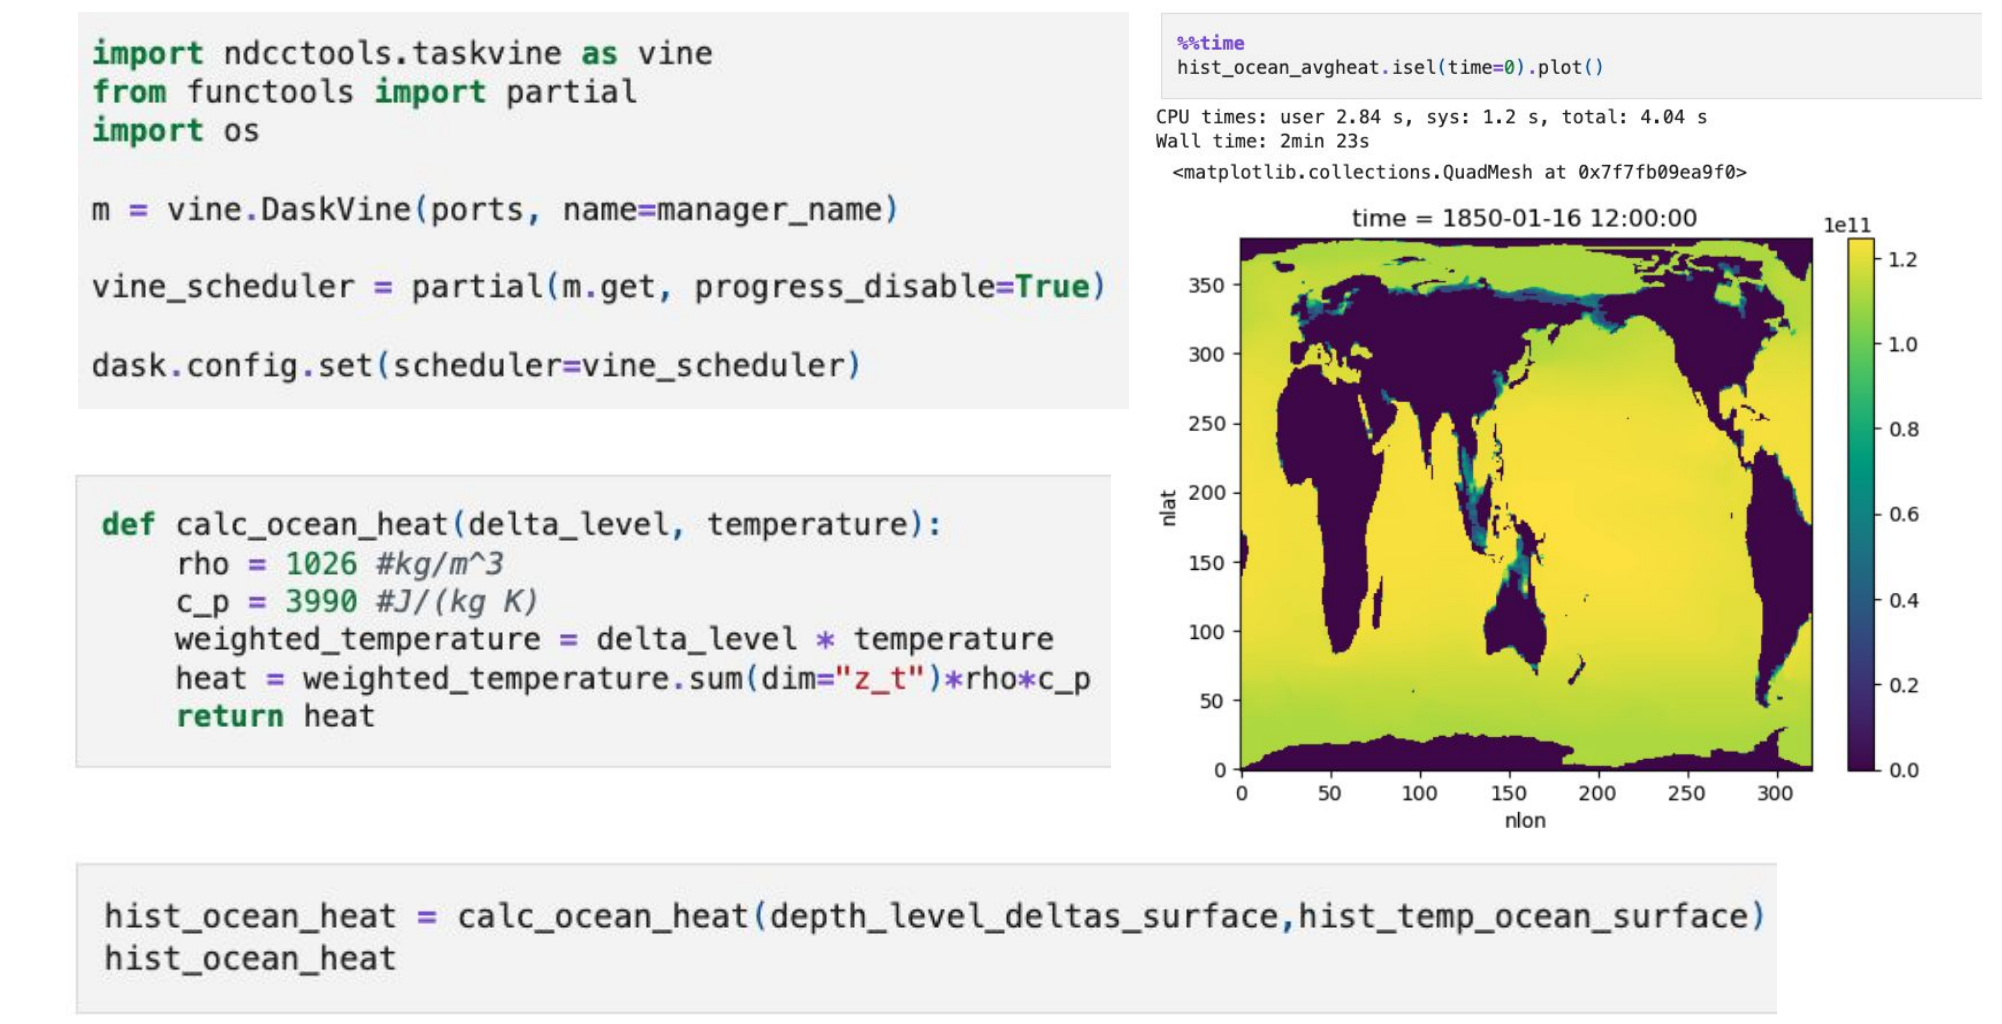 import ndcctools.taskvine as vine
from functools import partial
import os
m = vine.DaskVine(ports, name=manager_name)
vine_scheduler = partial(m.get, progress_disable=True)
dask.config.set(scheduler=vine_scheduler)
def calc_ocean_heat(delta_level, temperature):
    rho = 1026 #kg/m^3
    c_p = 3990 #J/(kg K)
    weighted_temperature = delta_level * temperature
    heat = weighted_temperature.sum(dim="z_t")*rho*c_p
    return heat
%%time
hist_ocean_avgheat.isel(time=0).plot()
CPU times: user 2.84 s, sys: 1.2 s, total: 4.04 s
Wall time: 2min 23s
<matplotlib.collections.QuadMesh at 0x7f7fb09ea9f0>
time = 1850-01-16 12:00:00
1e11
350
300
250
200
150
100
50
0
nlat
0 50 100 150 200 250 300
nlon
1.2
1.0
0.8
0.6
0.4
0.2
0.0
hist_ocean_heat = calc_ocean_heat(depth_level_deltas_surface,hist_temp_ocean_surface)
hist_ocean_heat